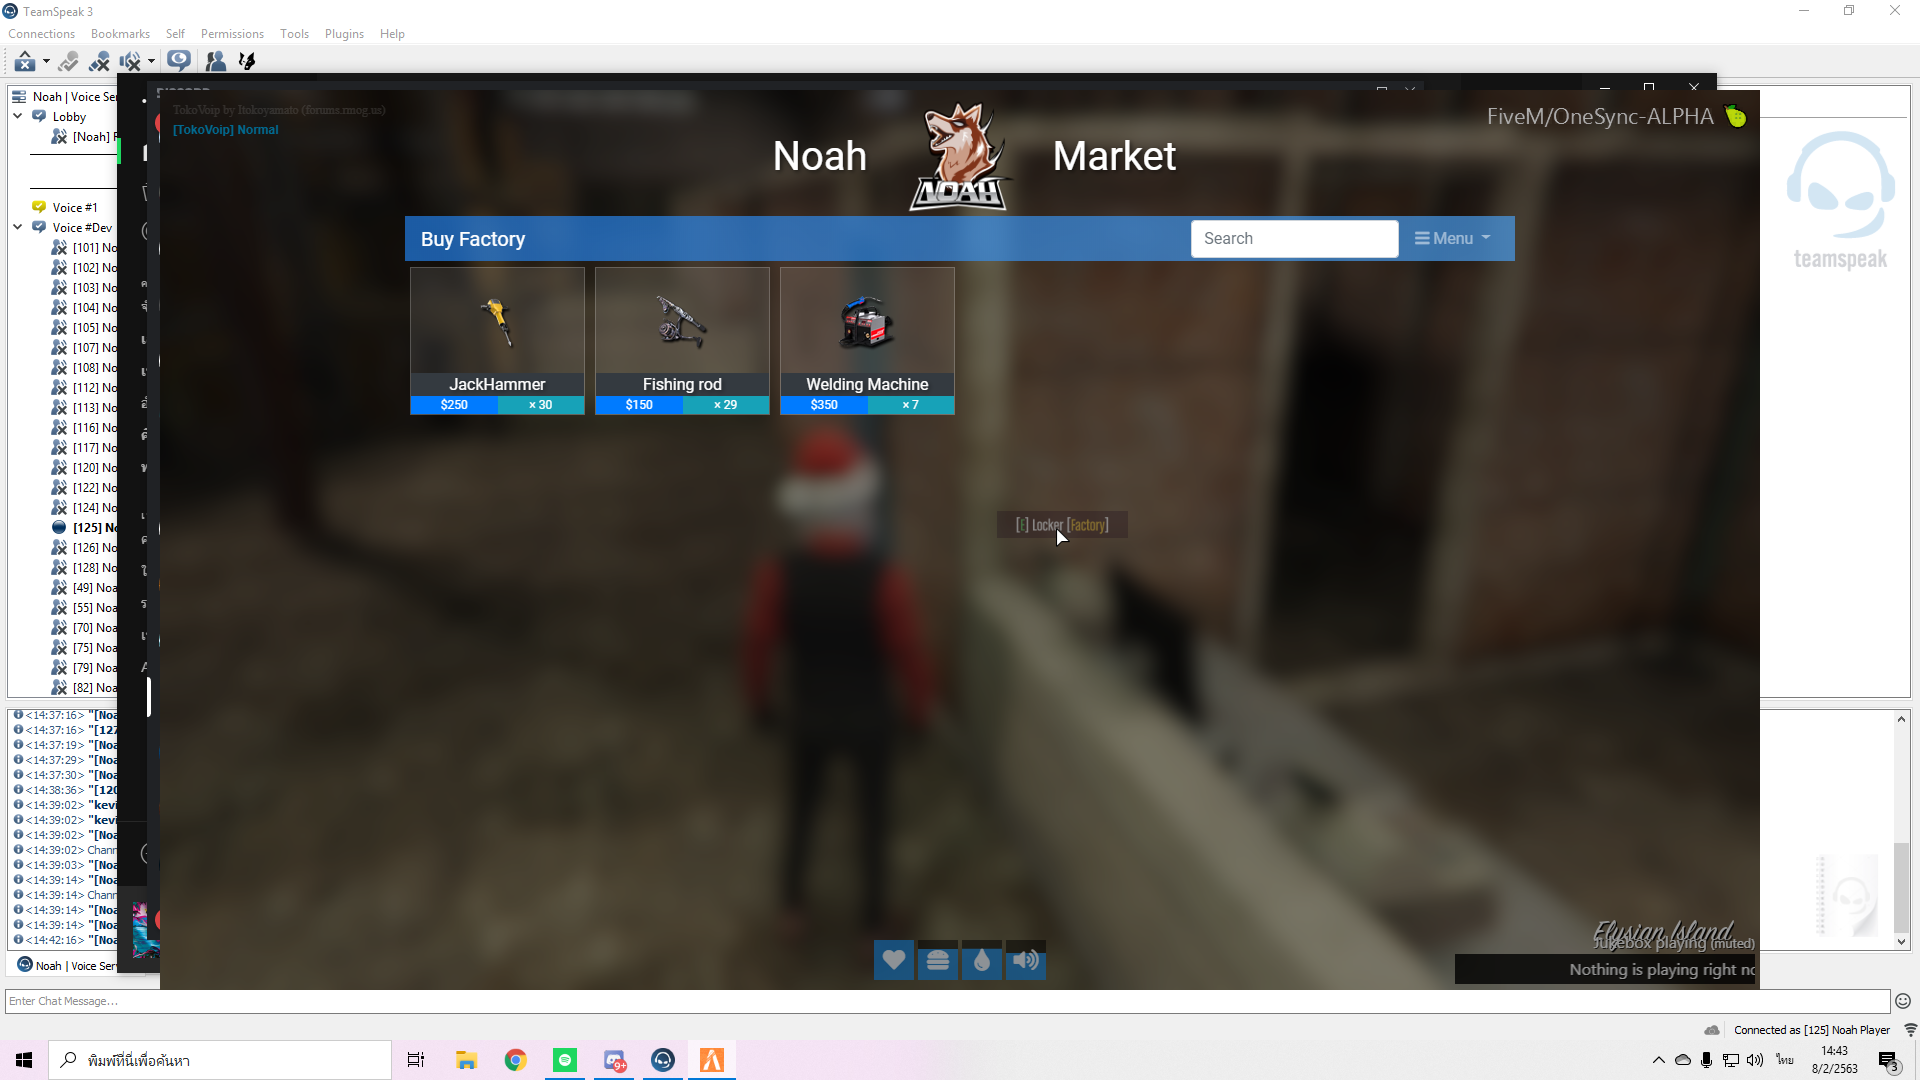 TeamSpeak 3
Connections Bookmarks Self Permissions Tools Plugins Help
Noah | Voice Ser
Lobby
[Noah]
Voice #1
Voice #Dev
[101] No
[102] No
[103] No
[104] No
[105] No
[107] No
[108] No
[112] No
[113] No
[116] No
[117] No
[120] No
[122] No
[124] No
[125] No
[126] No
[128] No
[49] Noa
[55] Noa
[70] Noa
[75] Noa
[79] Noa
[82] Noa
TokoVoip by Itokoyamato (forums.rmog.us)
[TokoVoip] Normal
FiveM/OneSync-ALPHA
Noah
NOAH
Market
Buy Factory
Search
Menu
JackHammer
$250 × 30
Fishing rod
$150 × 29
Welding Machine
$350 × 7
[E] Locker [Factory]
teamspeak
<14:37:16> "[Noa
<14:37:16> "[127
<14:37:19> "[Noa
<14:37:29> "[Noa
<14:37:30> "[Noa
<14:38:36> "[120
<14:39:02> "kevi
<14:39:02> "kevi
<14:39:02> "[Noa
<14:39:02> Chann
<14:39:03> "[Noa
<14:39:14> "[Noa
<14:39:14> Chann
<14:39:14> "[Noa
<14:39:14> "[Noa
<14:42:16> "[Noa
Elysian Island
Jukebox playing (muted)
Nothing is playing right no
Noah | Voice Ser
Enter Chat Message...
Connected as [125] Noah Player
พิมพ์ที่นี่เพื่อค้นหา
9+
ไทย
14:43
8/2/2563
3